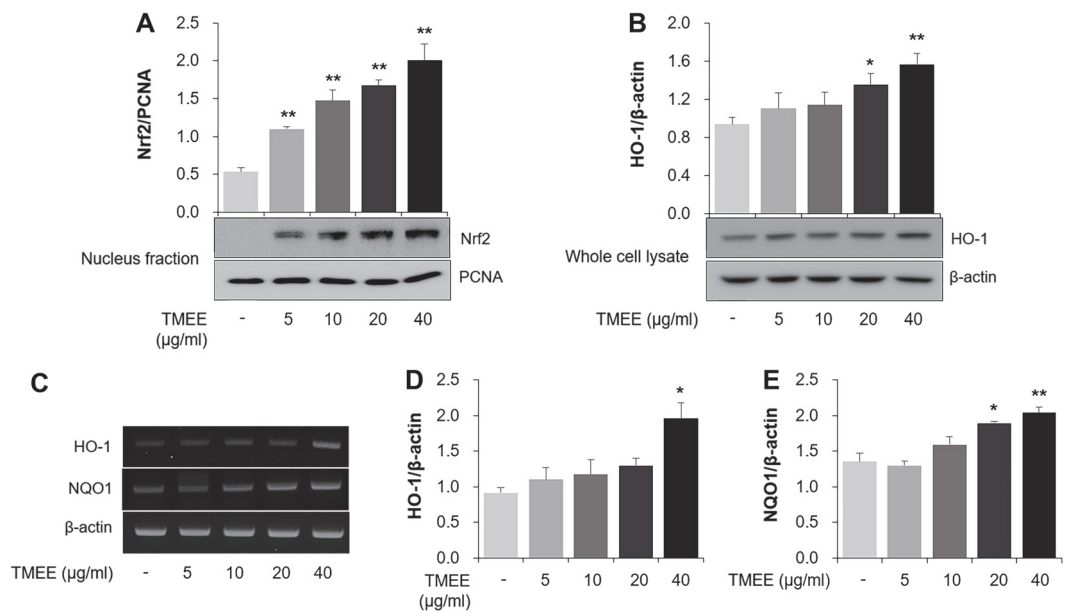 A
Nrf2/PCNA
2.5
2.0
1.5
1.0
0.5
0.0
**
**
**
**
Nucleus fraction
Nrf2
PCNA
TMEE
(µg/ml)
- 5 10 20 40
B
HO-1/β-actin
2.0
1.6
1.2
0.8
0.4
0.0
*
**
Whole cell lysate
HO-1
β-actin
TMEE (µg/ml) - 5 10 20 40
C
HO-1
NQO1
β-actin
TMEE (µg/ml) - 5 10 20 40
D
HO-1/β-actin
2.5
2.0
1.5
1.0
0.5
0.0
*
TMEE
(µg/ml)
- 5 10 20 40
E
NQO1/β-actin
2.5
2.0
1.5
1.0
0.5
0.0
*
**
TMEE (µg/ml) - 5 10 20 40